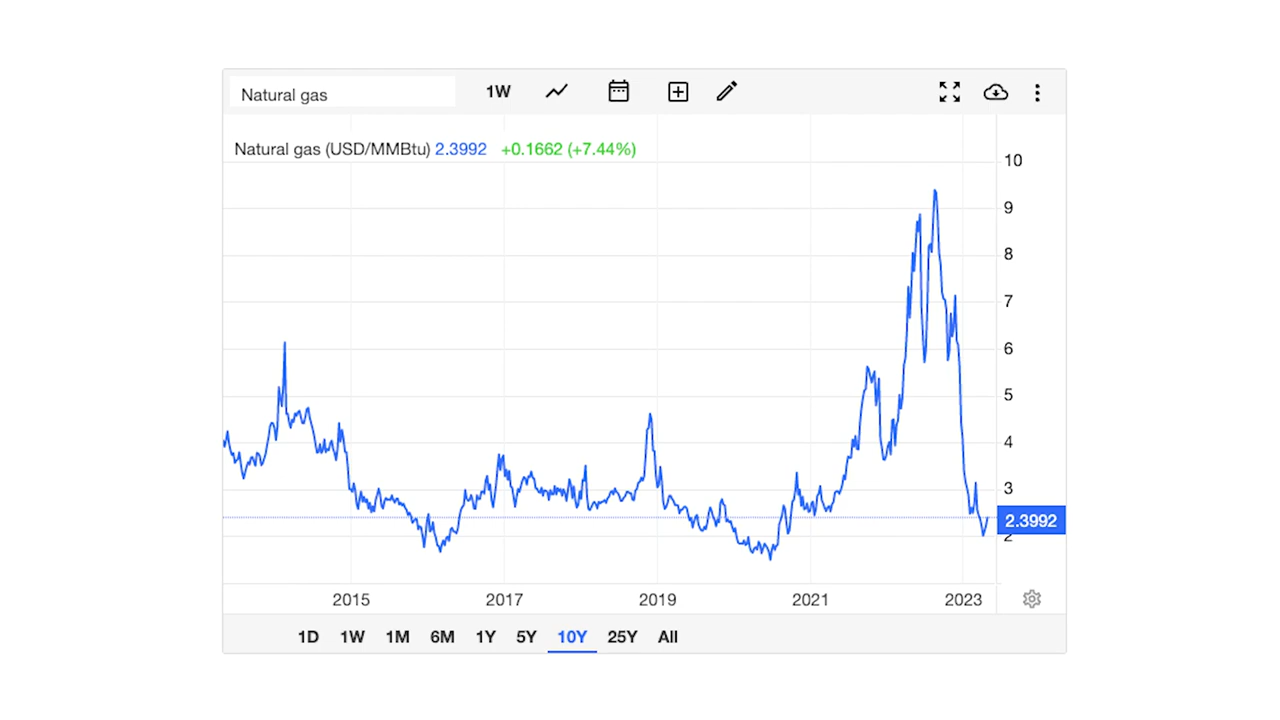 Natural gas 1W
Natural gas (USD/MMBtu) 2.3992 +0.1662 (+7.44%)
10
9
8
7
6
5
4
3
2.3992
2
2015 2017 2019 2021 2023
1D 1W 1M 6M 1Y 5Y 10Y 25Y All